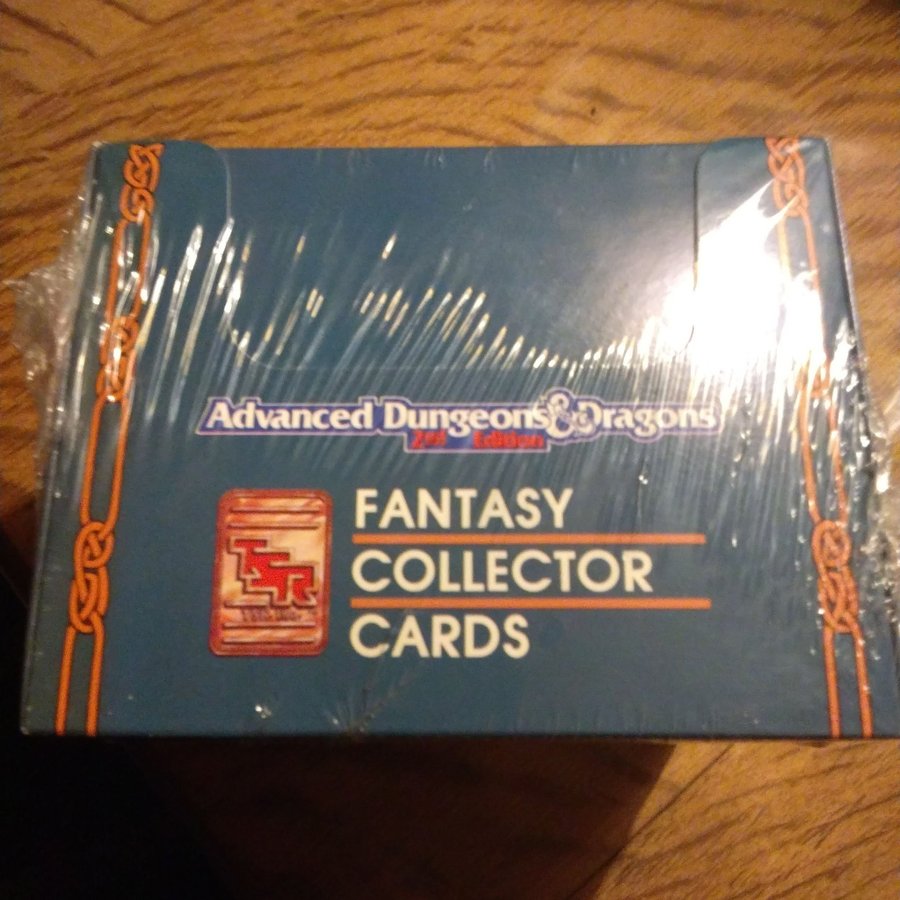 Advanced Dungeons & Dragons
2nd Edition
FANTASY
COLLECTOR
CARDS
TSR